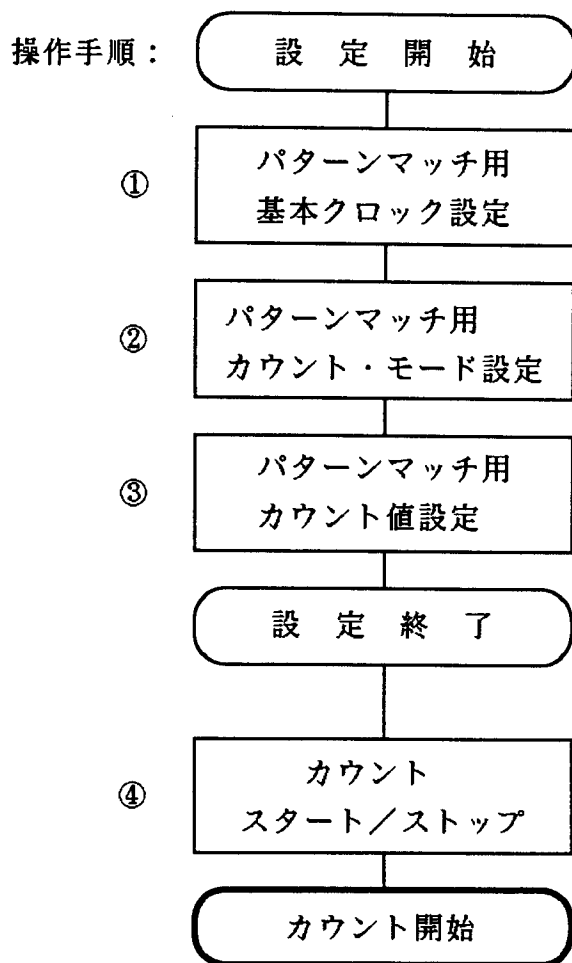 操作手順：
設　定　開　始
①
パターンマッチ用
基本クロック設定
②
パターンマッチ用
カウント・モード設定
③
パターンマッチ用
カウント値設定
設　定　終　了
④
カウント
スタート／ストップ
カウント開始